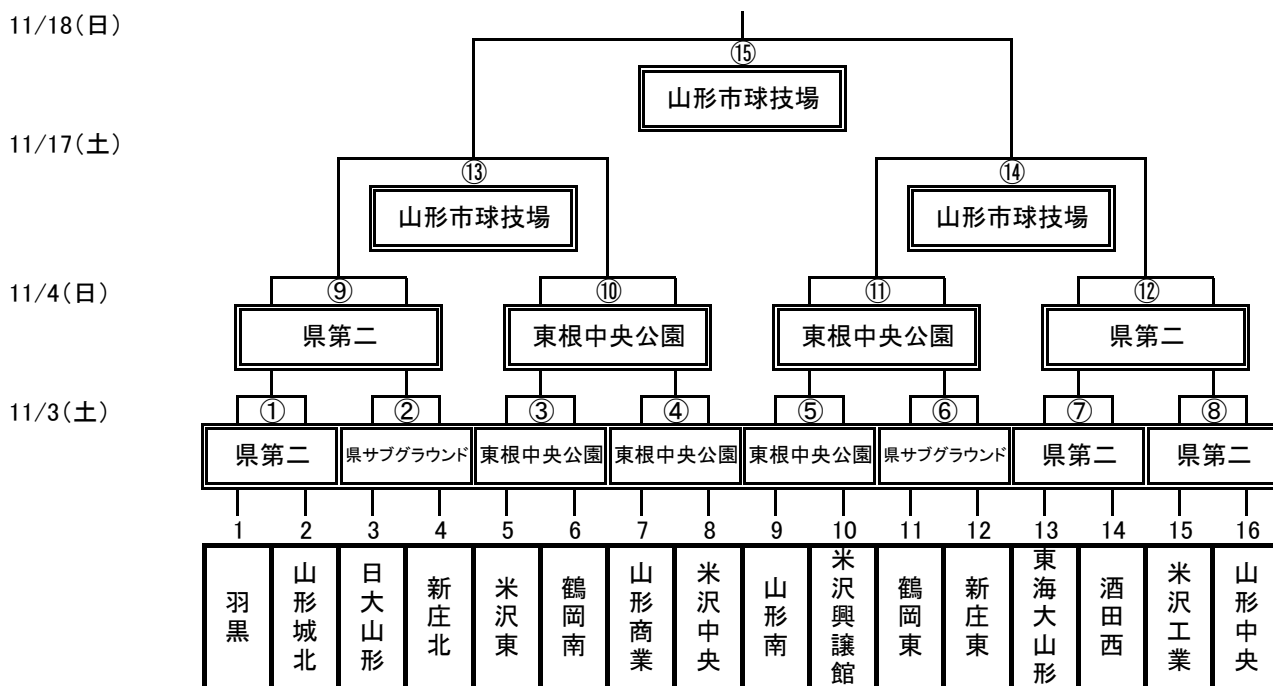 11/18(日)
⑮
山形市球技場
11/17(土)
⑬ ⑭
山形市球技場 山形市球技場
11/4(日)
⑨ ⑩ ⑪ ⑫
県第二 東根中央公園 東根中央公園 県第二
11/3(土)
① ② ③ ④ ⑤ ⑥ ⑦ ⑧
県第二 県サブグラウンド 東根中央公園 東根中央公園 東根中央公園 県サブグラウンド 県第二 県第二
1 2 3 4 5 6 7 8 9 10 11 12 13 14 15 16
羽黒
山形城北
日大山形
新庄北
米沢東
鶴岡南
山形商業
米沢中央
山形南
米沢興譲館
鶴岡東
新庄東
東海大山形
酒田西
米沢工業
山形中央